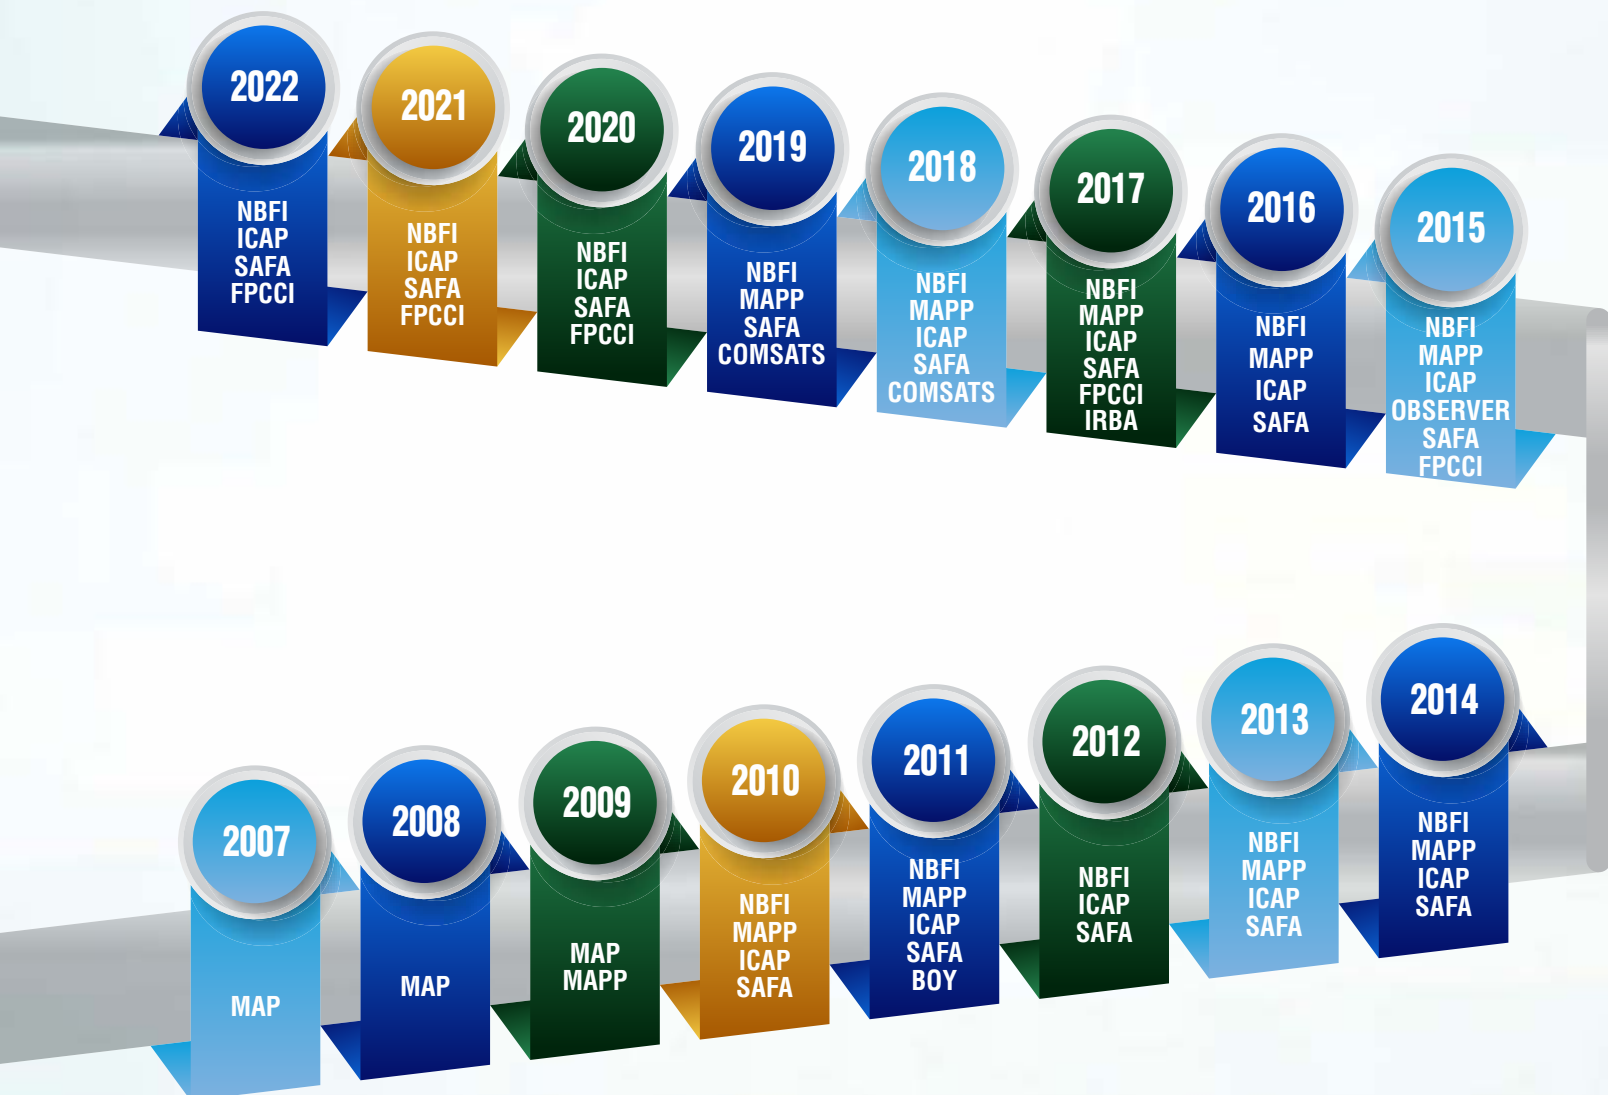 2022
NBFI
ICAP
SAFA
FPCCI
2021
NBFI
ICAP
SAFA
FPCCI
2020
NBFI
ICAP
SAFA
FPCCI
2019
NBFI
MAPP
SAFA
COMSATS
2018
NBFI
MAPP
ICAP
SAFA
COMSATS
2017
NBFI
MAPP
ICAP
SAFA
FPCCI
IRBA
2016
NBFI
MAPP
ICAP
SAFA
2015
NBFI
MAPP
ICAP
OBSERVER
SAFA
FPCCI
2007
MAP
2008
MAP
2009
MAP
MAPP
2010
NBFI
MAPP
ICAP
SAFA
2011
NBFI
MAPP
ICAP
SAFA
BOY
2012
NBFI
ICAP
SAFA
2013
NBFI
MAPP
ICAP
SAFA
2014
NBFI
MAPP
ICAP
SAFA